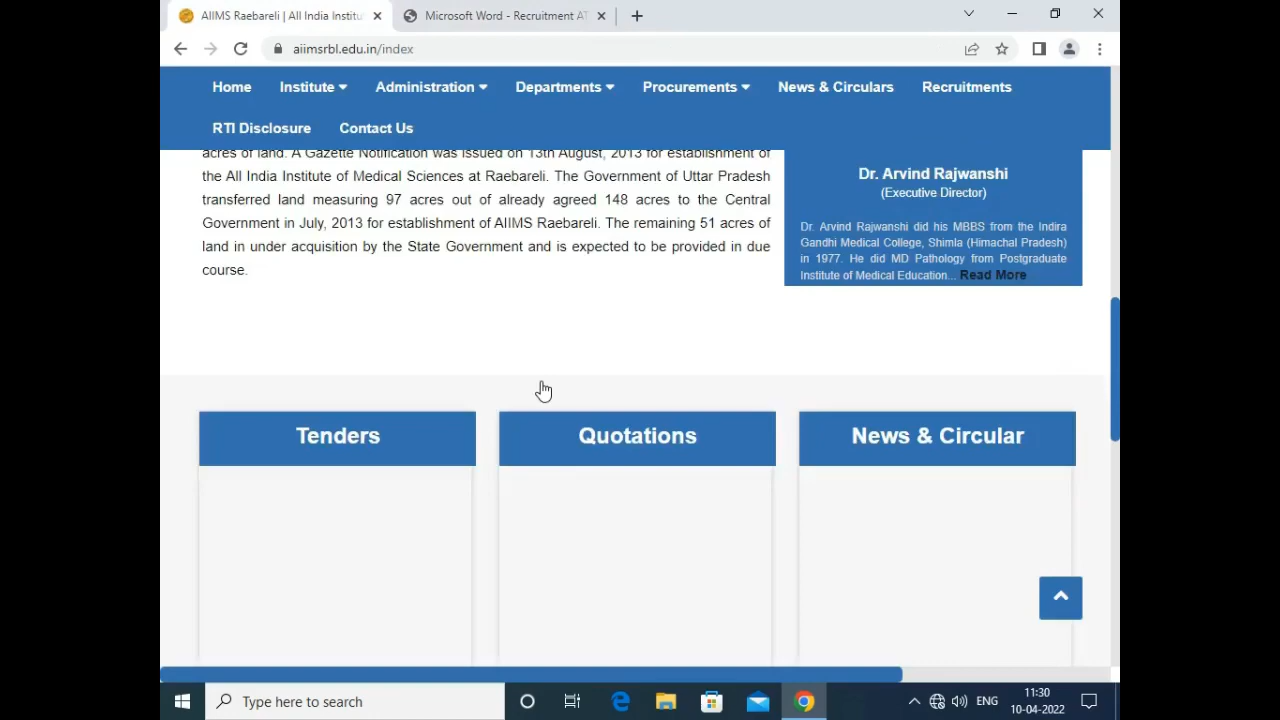 AIIMS Raebareli | All India Institu
Microsoft Word - Recruitment AT
aiimsrbl.edu.in/index
Home Institute Administration Departments Procurements News & Circulars Recruitments
RTI Disclosure Contact Us
acres of land. A Gazette Notification was issued on 13th August, 2013 for establishment of
the All India Institute of Medical Sciences at Raebareli. The Government of Uttar Pradesh
transferred land measuring 97 acres out of already agreed 148 acres to the Central
Government in July, 2013 for establishment of AIIMS Raebareli. The remaining 51 acres of
land in under acquisition by the State Government and is expected to be provided in due
course.
Dr. Arvind Rajwanshi
(Executive Director)
Dr. Arvind Rajwanshi did his MBBS from the Indira
Gandhi Medical College, Shimla (Himachal Pradesh)
in 1977. He did MD Pathology from Postgraduate
Institute of Medical Education... Read More
Tenders
Quotations
News & Circular
Type here to search
ENG
11:30
10-04-2022